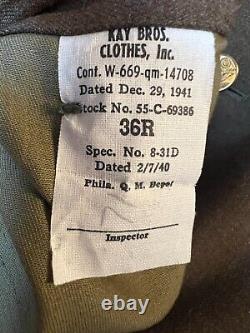 KAY BROS.
CLOTHES, Inc.
Cont. W-669-qm-14708
Dated Dec. 29, 1941
Stock No. 55-C-69386
36R
Spec. No. 8-31D
Dated 2/7/40
Phila. Q. M. Depot
Inspector